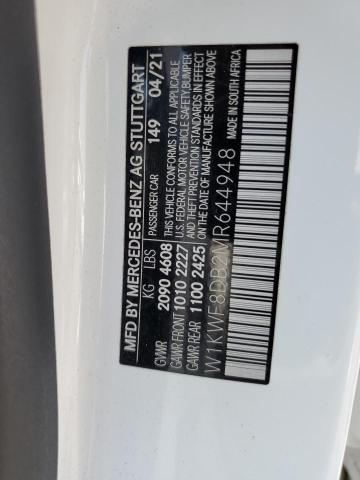 MFD BY MERCEDES-BENZ AG STUTTGART
PASSENGER CAR 149 04/21
KG LBS
GVWR 2090 4608
GAWR FRONT 1010 2227
GAWR REAR 1100 2425
THIS VEHICLE CONFORMS TO ALL APPLICABLE
U.S. FEDERAL MOTOR VEHICLE SAFETY, BUMPER
AND THEFT PREVENTION STANDARDS IN EFFECT
ON THE DATE OF MANUFACTURE SHOWN ABOVE
W1KWF8DB2MR644948 MADE IN SOUTH AFRICA